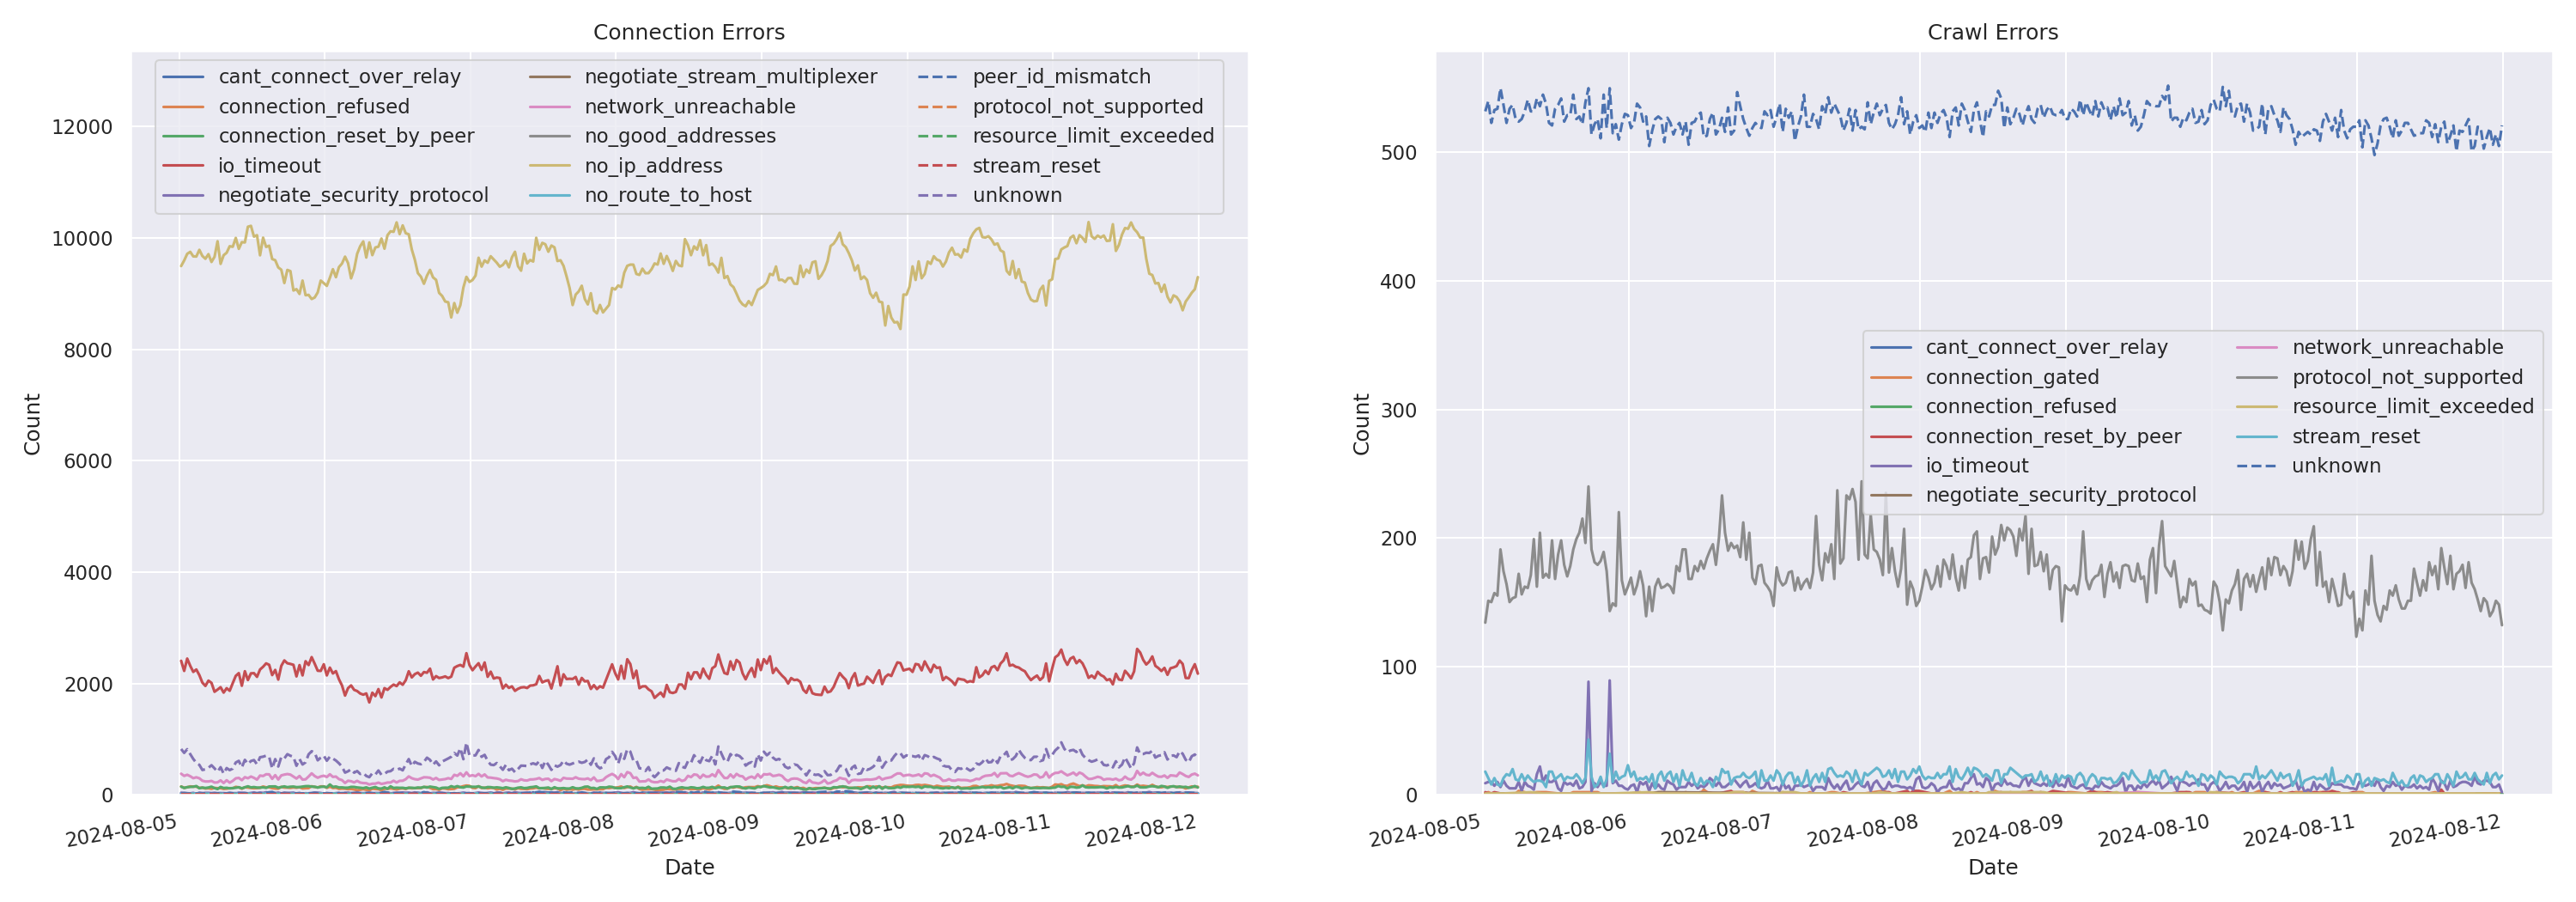 Connection Errors
cant_connect_over_relay
connection_refused
connection_reset_by_peer
io_timeout
negotiate_security_protocol
negotiate_stream_multiplexer
network_unreachable
no_good_addresses
no_ip_address
no_route_to_host
peer_id_mismatch
protocol_not_supported
resource_limit_exceeded
stream_reset
unknown
12000
10000
8000
6000
4000
2000
0
Count
2024-08-05
2024-08-06
2024-08-07
2024-08-08
2024-08-09
2024-08-10
2024-08-11
2024-08-12
Date
Crawl Errors
500
400
300
200
100
0
Count
cant_connect_over_relay
connection_gated
connection_refused
connection_reset_by_peer
io_timeout
negotiate_security_protocol
network_unreachable
protocol_not_supported
resource_limit_exceeded
stream_reset
unknown
2024-08-05
2024-08-06
2024-08-07
2024-08-08
2024-08-09
2024-08-10
2024-08-11
2024-08-12
Date